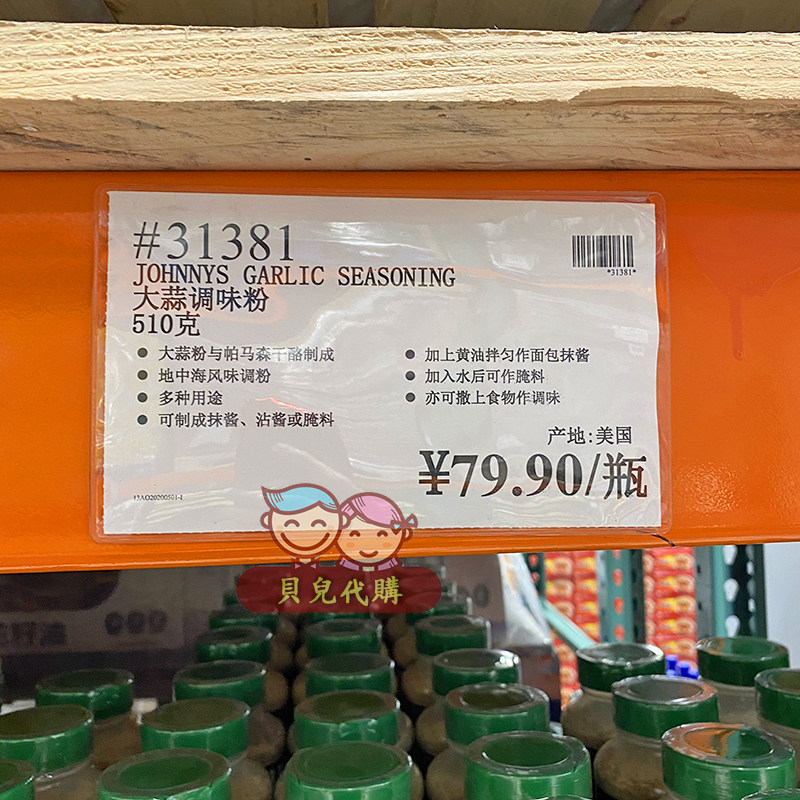 #31381
JOHNNYS GARLIC SEASONING
大蒜调味粉
510克
*31381*
● 大蒜粉与帕马森干酪制成
● 地中海风味调粉
● 多种用途
● 可制成抹酱、沾酱或腌料
● 加上黄油拌匀作面包抹酱
● 加入水后可作腌料
● 亦可撒上食物作调味
产地:美国
¥79.90/瓶
13AO20200501-1
貝兒代購